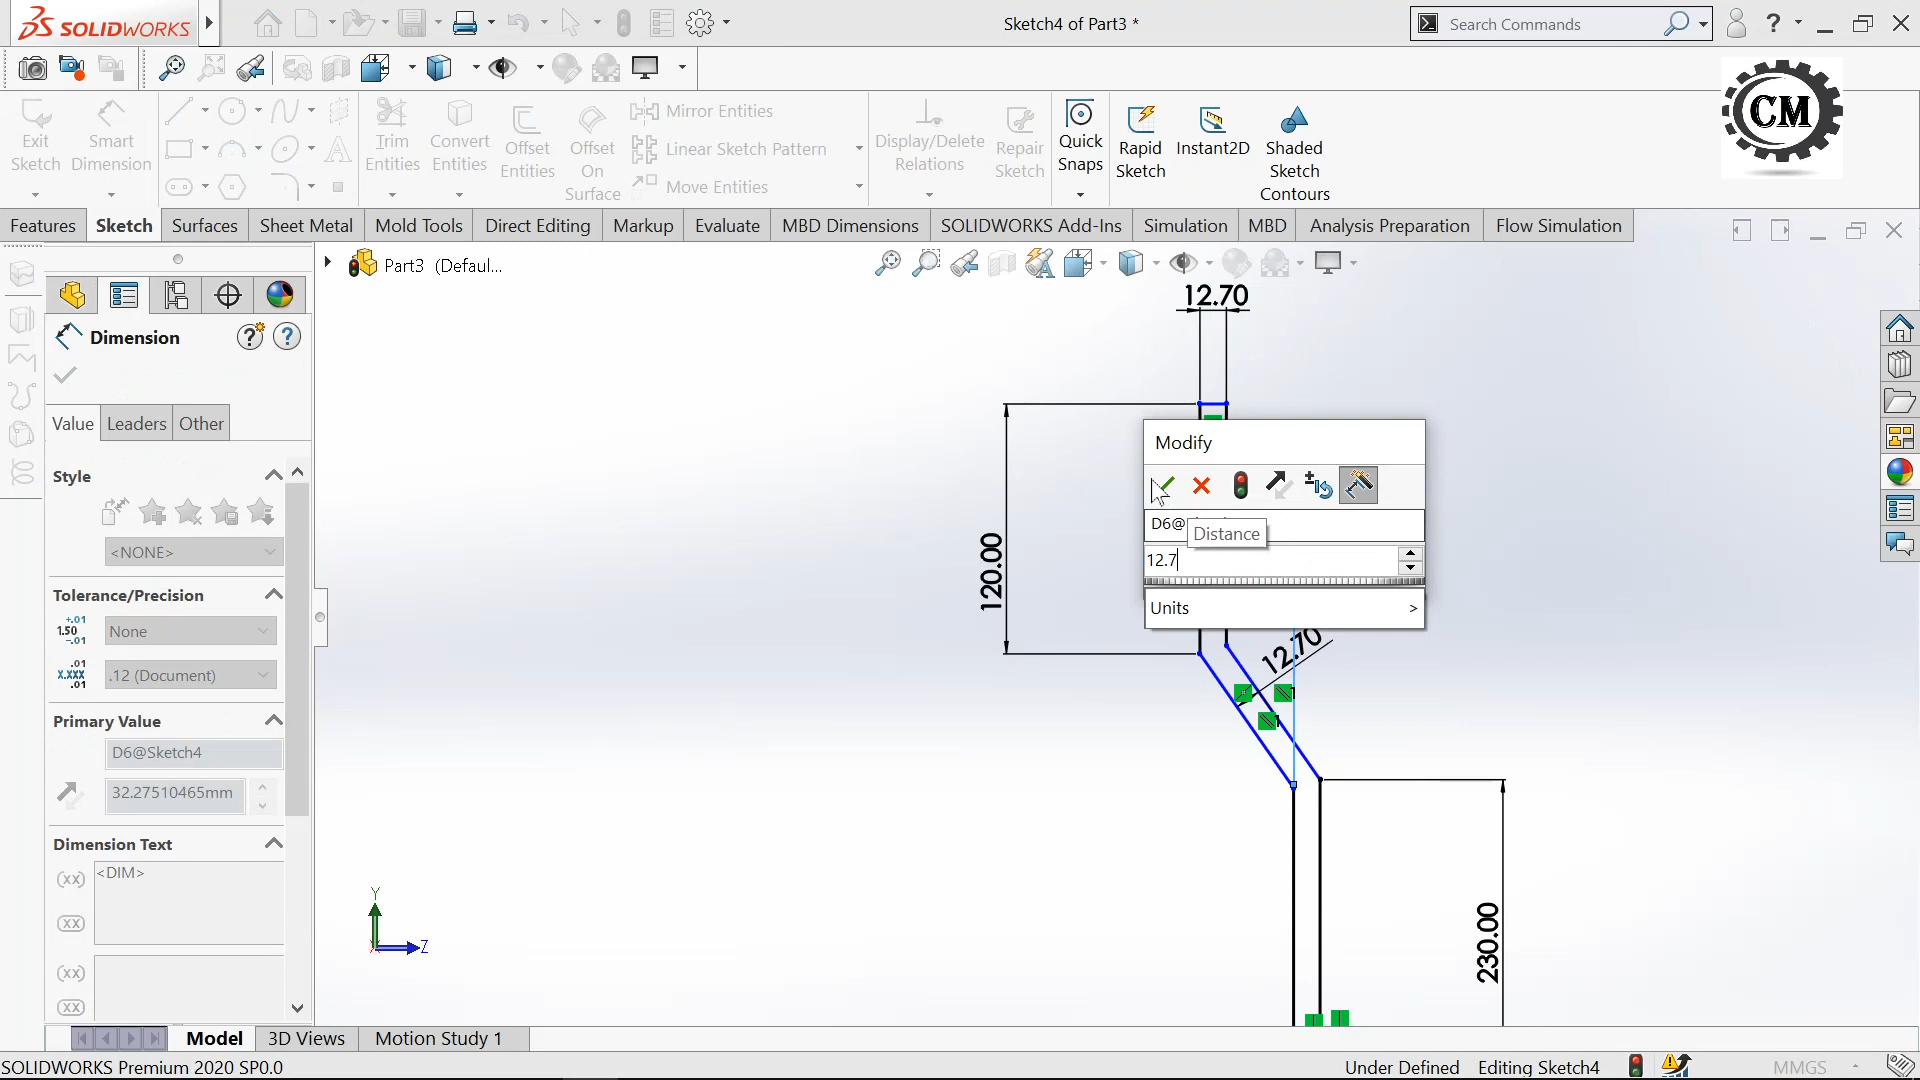 SOLIDWORKS
Sketch4 of Part3 *
Search Commands
?
Exit Sketch
Smart Dimension
Trim Entities
Convert Entities
Offset Entities
Offset On Surface
Mirror Entities
Linear Sketch Pattern
Move Entities
Display/Delete Relations
Repair Sketch
Quick Snaps
Rapid Sketch
Instant2D
Shaded Sketch Contours
CM
Features
Sketch
Surfaces
Sheet Metal
Mold Tools
Direct Editing
Markup
Evaluate
MBD Dimensions
SOLIDWORKS Add-Ins
Simulation
MBD
Analysis Preparation
Flow Simulation
Part3 (Defaul...
Dimension
Value
Leaders
Other
Style
<NONE>
Tolerance/Precision
None
.12 (Document)
Primary Value
D6@Sketch4
32.27510465mm
Dimension Text
<DIM>
(xx)
xx
(xx)
xx
12.70
120.00
Modify
D6@
Distance
12.7
Units >
12.70
1
1
230.00
Y
Z
Model
3D Views
Motion Study 1
SOLIDWORKS Premium 2020 SP0.0
Under Defined
Editing Sketch4
MMGS